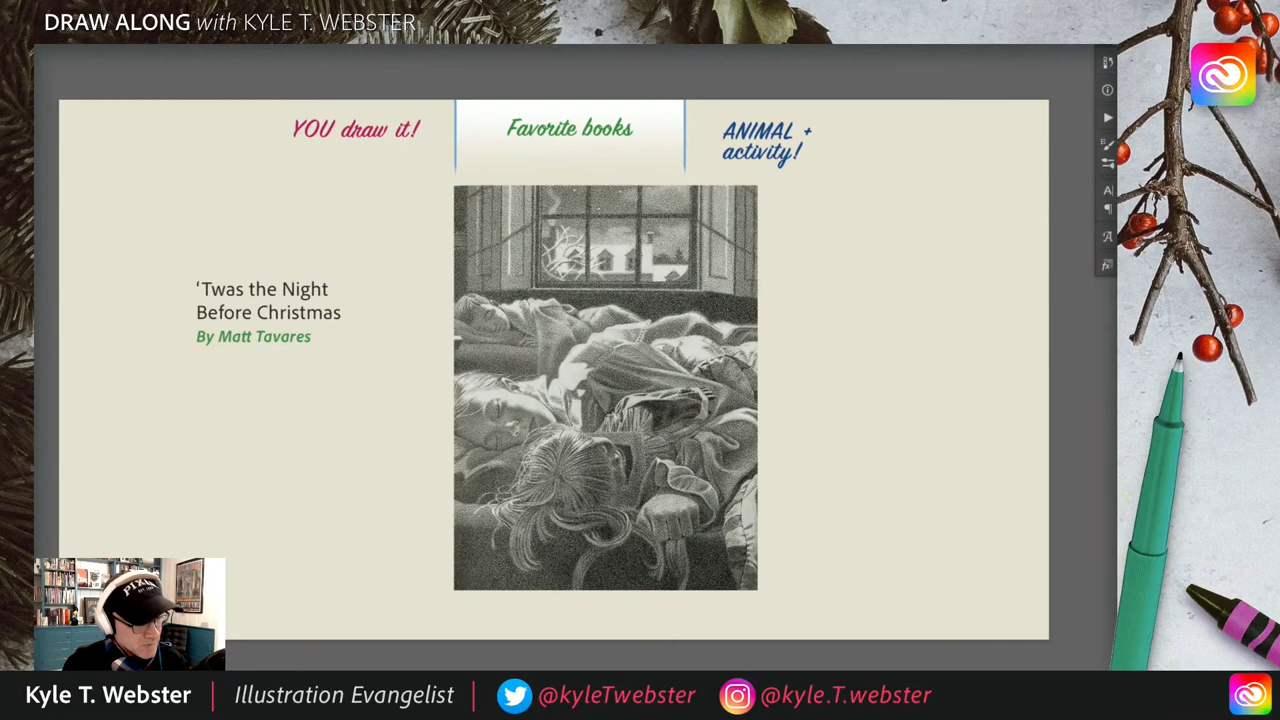 DRAW ALONG with KYLE T. WEBSTER
YOU draw it!
Favorite books
ANIMAL +
activity!
‘Twas the Night
Before Christmas
By Matt Tavares
PIXAR
Kyle T. Webster | Illustration Evangelist | @kyleTwebster @kyle.T.webster